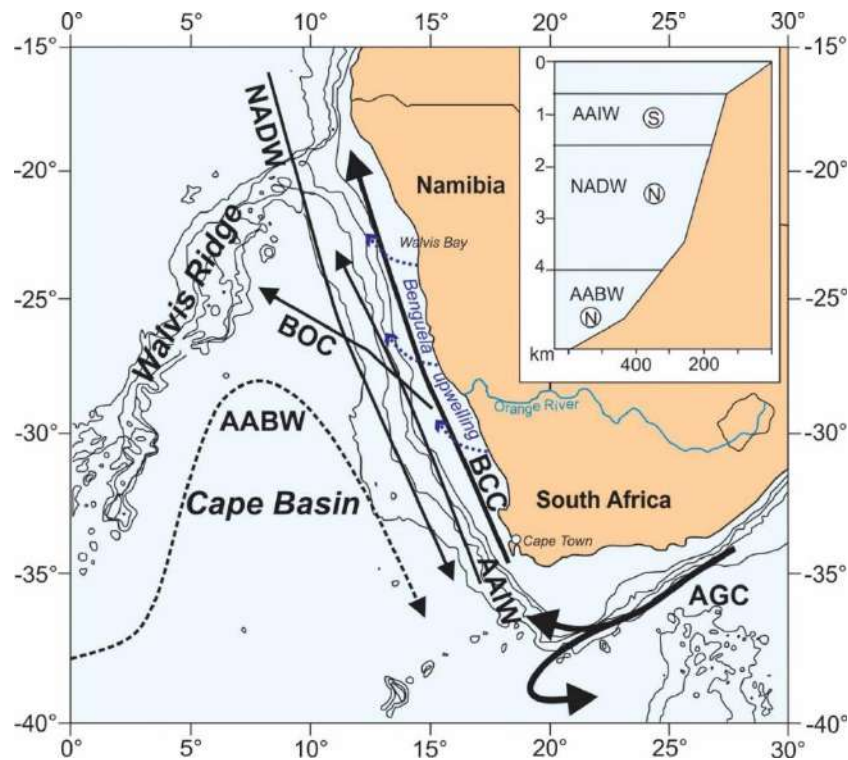 0° 5° 10° 15° 20° 25° 30°
-15° -15°
-20° -20°
-25° -25°
-30° -30°
-35° -35°
-40° -40°
0° 5° 10° 15° 20° 25° 30°
NADW
Walvis Ridge
BOC
AABW
Cape Basin
Namibia
Walvis Bay
Benguela upwelling
BCC
AAIW
Orange River
South Africa
Cape Town
AGC
0
1
2
3
4
km
AAIW S
NADW N
AABW
N
400 200